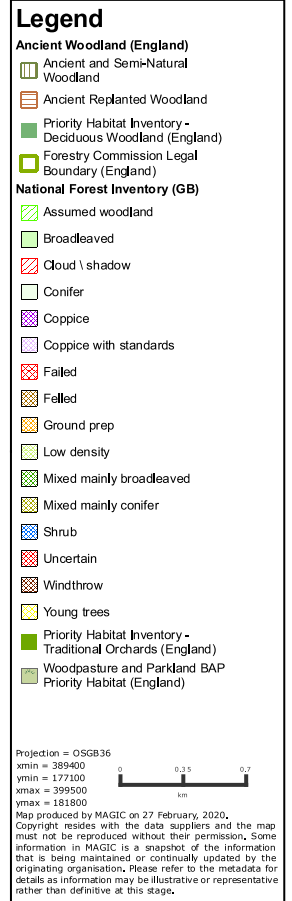 Legend
Ancient Woodland (England)
Ancient and Semi-Natural
Woodland
Ancient Replanted Woodland
Priority Habitat Inventory -
Deciduous Woodland (England)
Forestry Commission Legal
Boundary (England)
National Forest Inventory (GB)
Assumed woodland
Broadleaved
Cloud \ shadow
Conifer
Coppice
Coppice with standards
Failed
Felled
Ground prep
Low density
Mixed mainly broadleaved
Mixed mainly conifer
Shrub
Uncertain
Windthrow
Young trees
Priority Habitat Inventory -
Traditional Orchards (England)
Woodpasture and Parkland BAP
Priority Habitat (England)
Projection = OSGB36
xmin = 389400
ymin = 177100
xmax = 399500
ymax = 181800
0 0.35 0.7
km
Map produced by MAGIC on 27 February, 2020.
Copyright resides with the data suppliers and the map
must not be reproduced without their permission. Some
information in MAGIC is a snapshot of the information
that is being maintained or continually updated by the
originating organisation. Please refer to the metadata for
details as information may be illustrative or representative
rather than definitive at this stage.